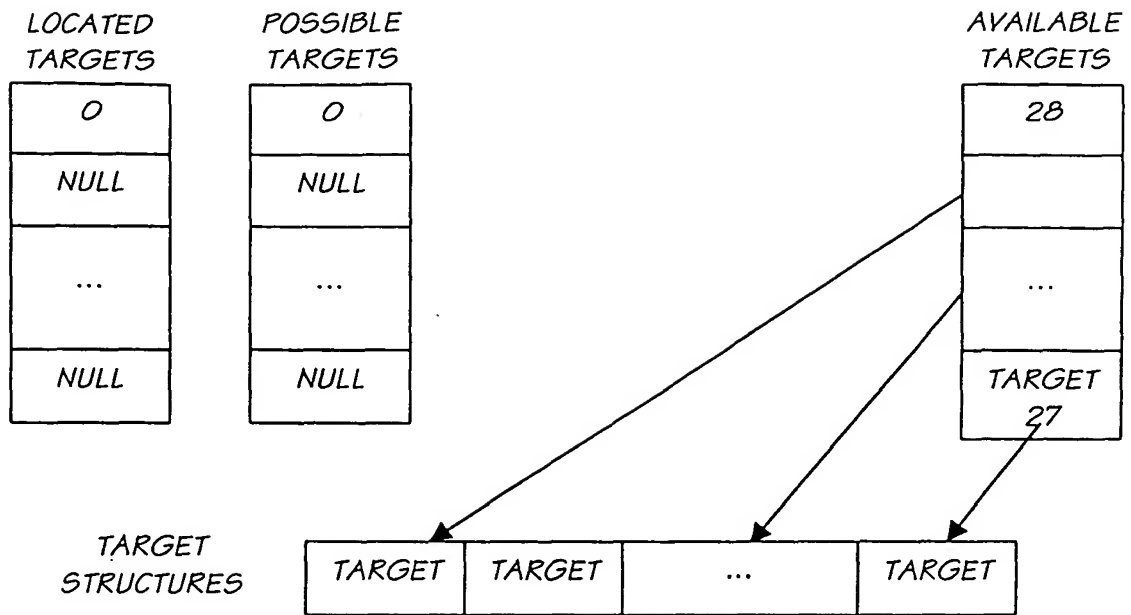 LOCATED
TARGETS
0
NULL
...
NULL
POSSIBLE
TARGETS
0
NULL
...
NULL
AVAILABLE
TARGETS
28
...
TARGET
27
TARGET
STRUCTURES
TARGET
TARGET
...
TARGET